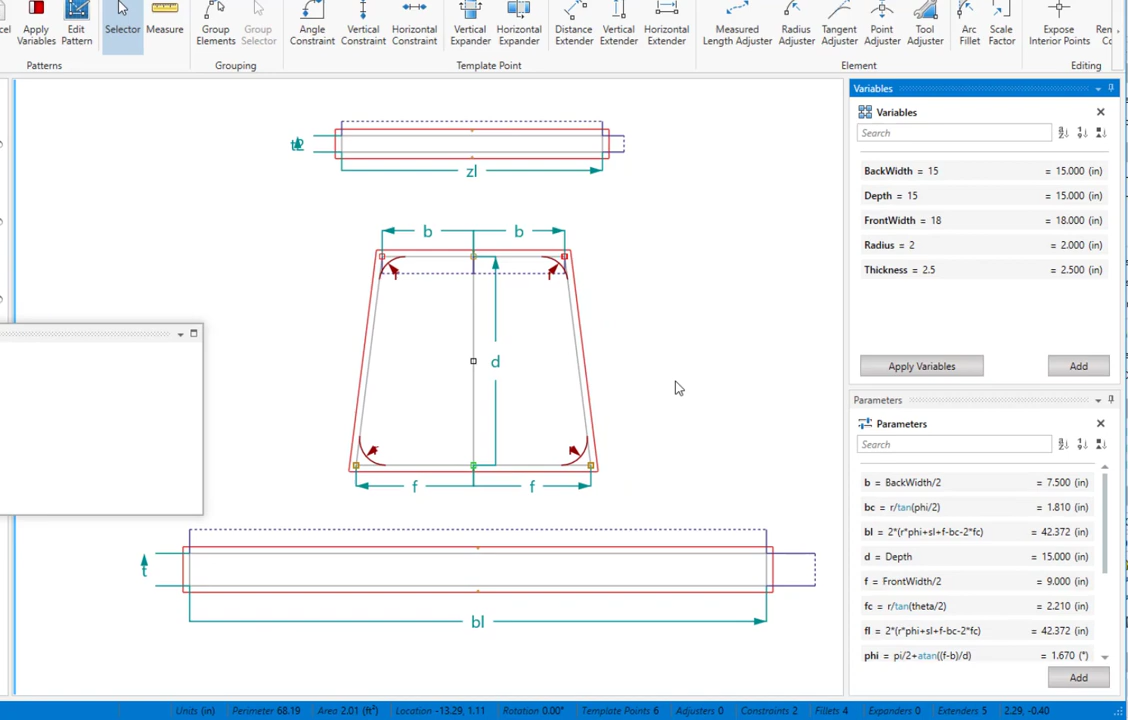 Apply
Variables
Edit
Pattern
Patterns
Selector
Measure
Group
Elements
Group
Selector
Grouping
Angle
Constraint
Vertical
Constraint
Horizontal
Constraint
Vertical
Expander
Horizontal
Expander
Distance
Extender
Vertical
Extender
Horizontal
Extender
Template Point
Measured
Length Adjuster
Radius
Adjuster
Tangent
Adjuster
Point
Adjuster
Tool
Adjuster
Element
Arc
Fillet
Scale
Factor
Expose
Interior Points
Editing
zl
b b
d
f f
t
bl
Variables
Variables
Search
BackWidth = 15 = 15.000 (in)
Depth = 15 = 15.000 (in)
FrontWidth = 18 = 18.000 (in)
Radius = 2 = 2.000 (in)
Thickness = 2.5 = 2.500 (in)
Apply Variables Add
Parameters
Parameters
Search
b = BackWidth/2 = 7.500 (in)
bc = r/tan(phi/2) = 1.810 (in)
bl = 2*(r*phi+sl+f-bc-2*fc) = 42.372 (in)
d = Depth = 15.000 (in)
f = FrontWidth/2 = 9.000 (in)
fc = r/tan(theta/2) = 2.210 (in)
fl = 2*(r*phi+sl+f-bc-2*fc) = 42.372 (in)
phi = pi/2+atan((f-b)/d) = 1.670 (°)
Add
Units (in) Perimeter 68.19 Area 2.01 (ft²) Location -13.29, 1.11 Rotation 0.00° Template Points 6 Adjusters 0 Constraints 2 Fillets 4 Expanders 0 Extenders 5 2.29, -0.40